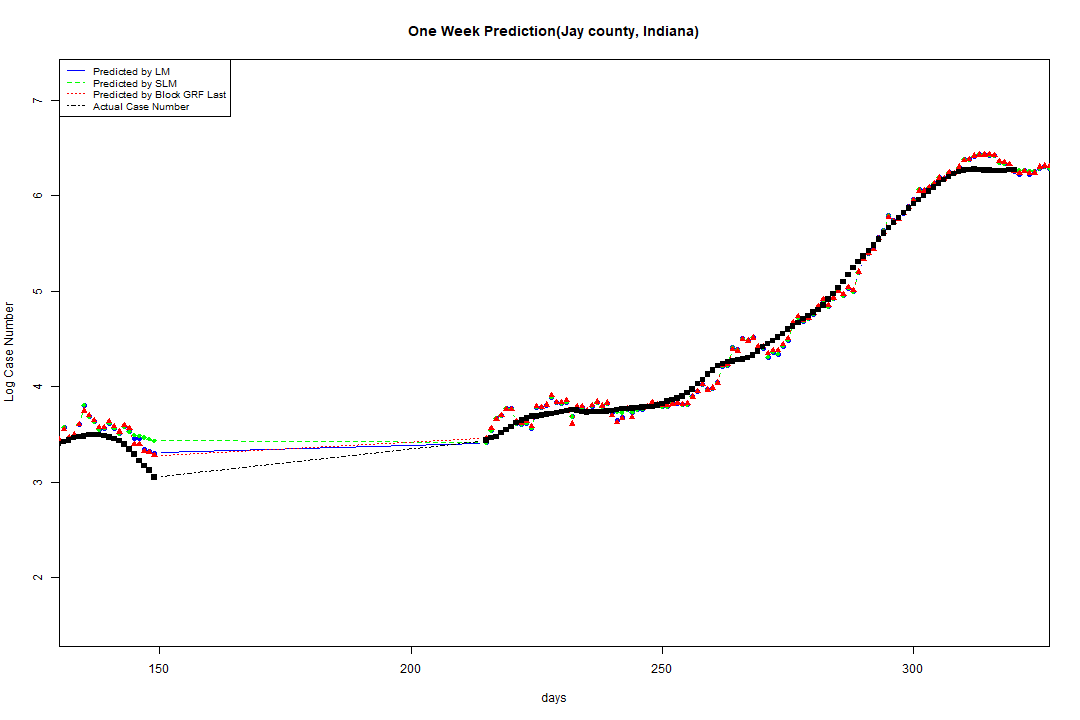 One Week Prediction(Jay county, Indiana)
Predicted by LM
Predicted by SLM
Predicted by Block GRF Last
Actual Case Number
7
6
5
4
3
2
Log Case Number
150 200 250 300
days